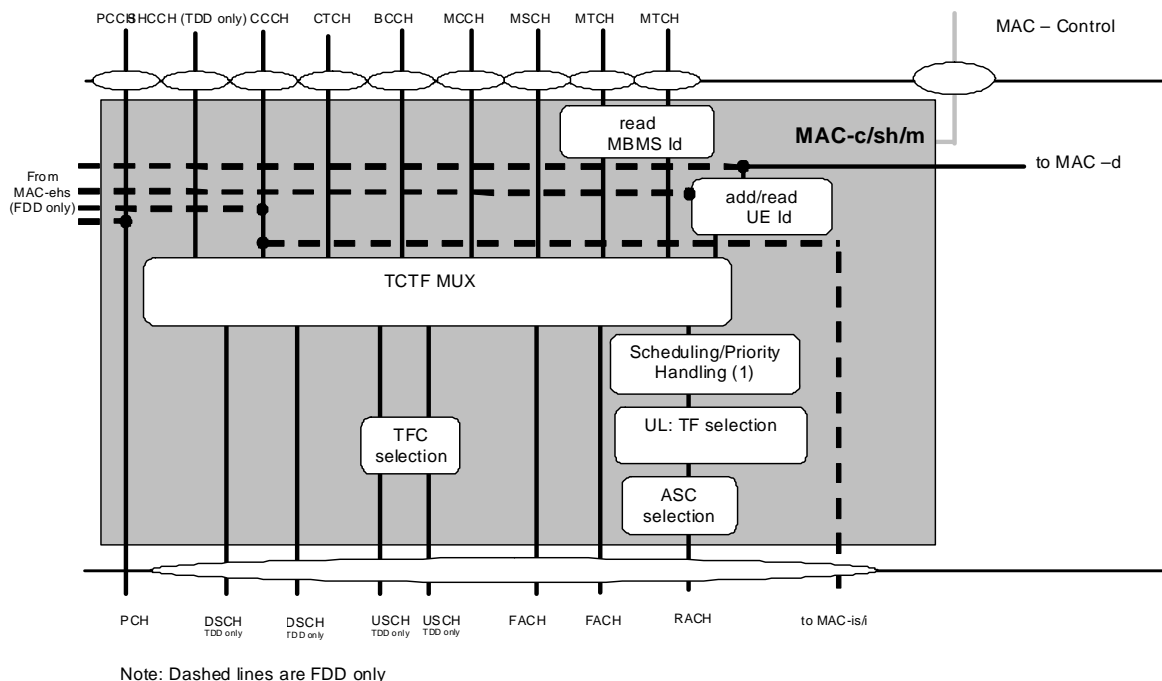 PCCH SHCCH (TDD only) CCCH CTCH BCCH MCCH MSCH MTCH MTCH
MAC – Control
read
MBMS Id
MAC-c/sh/m
to MAC –d
From
MAC-ehs
(FDD only)
add/read
UE Id
TCTF MUX
Scheduling/Priority
Handling (1)
UL: TF selection
TFC
selection
ASC
selection
PCH
DSCH
TDD only
DSCH
TDD only
USCH
TDD only
USCH
TDD only
FACH
FACH
RACH
to MAC-is/i
Note: Dashed lines are FDD only